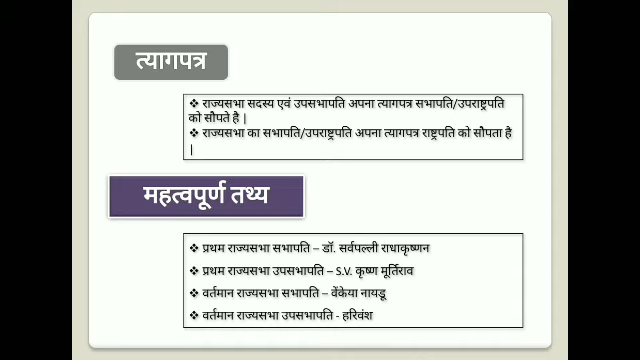 त्यागपत्र
❖ राज्यसभा सदस्य एवं उपसभापति अपना त्यागपत्र सभापति/उपराष्ट्रपति
को सौपते है |
❖ राज्यसभा का सभापति/उपराष्ट्रपति अपना त्यागपत्र राष्ट्रपति को सौपता है
|
महत्वपूर्ण तथ्य
❖ प्रथम राज्यसभा सभापति – डॉ. सर्वपल्ली राधाकृष्णन
❖ प्रथम राज्यसभा उपसभापति – S.V. कृष्ण मूर्तिराव
❖ वर्तमान राज्यसभा सभापति – वेंकेया नायडू
❖ वर्तमान राज्यसभा उपसभापति - हरिवंश